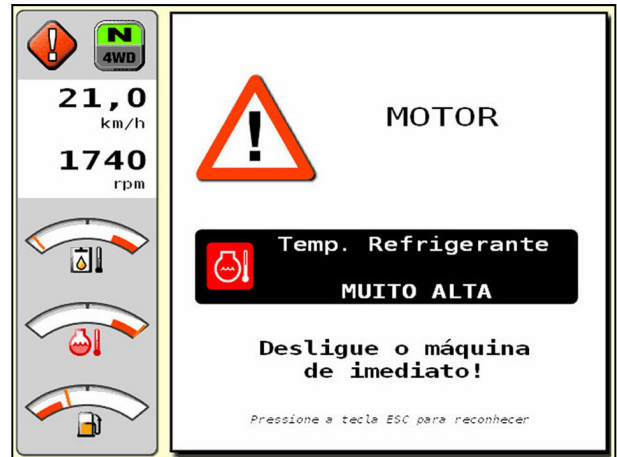 N
4WD
21,0
km/h
1740
rpm
MOTOR
Temp. Refrigerante
MUITO ALTA
Desligue o máquina
de imediato!
Pressione a tecla ESC para reconhecer